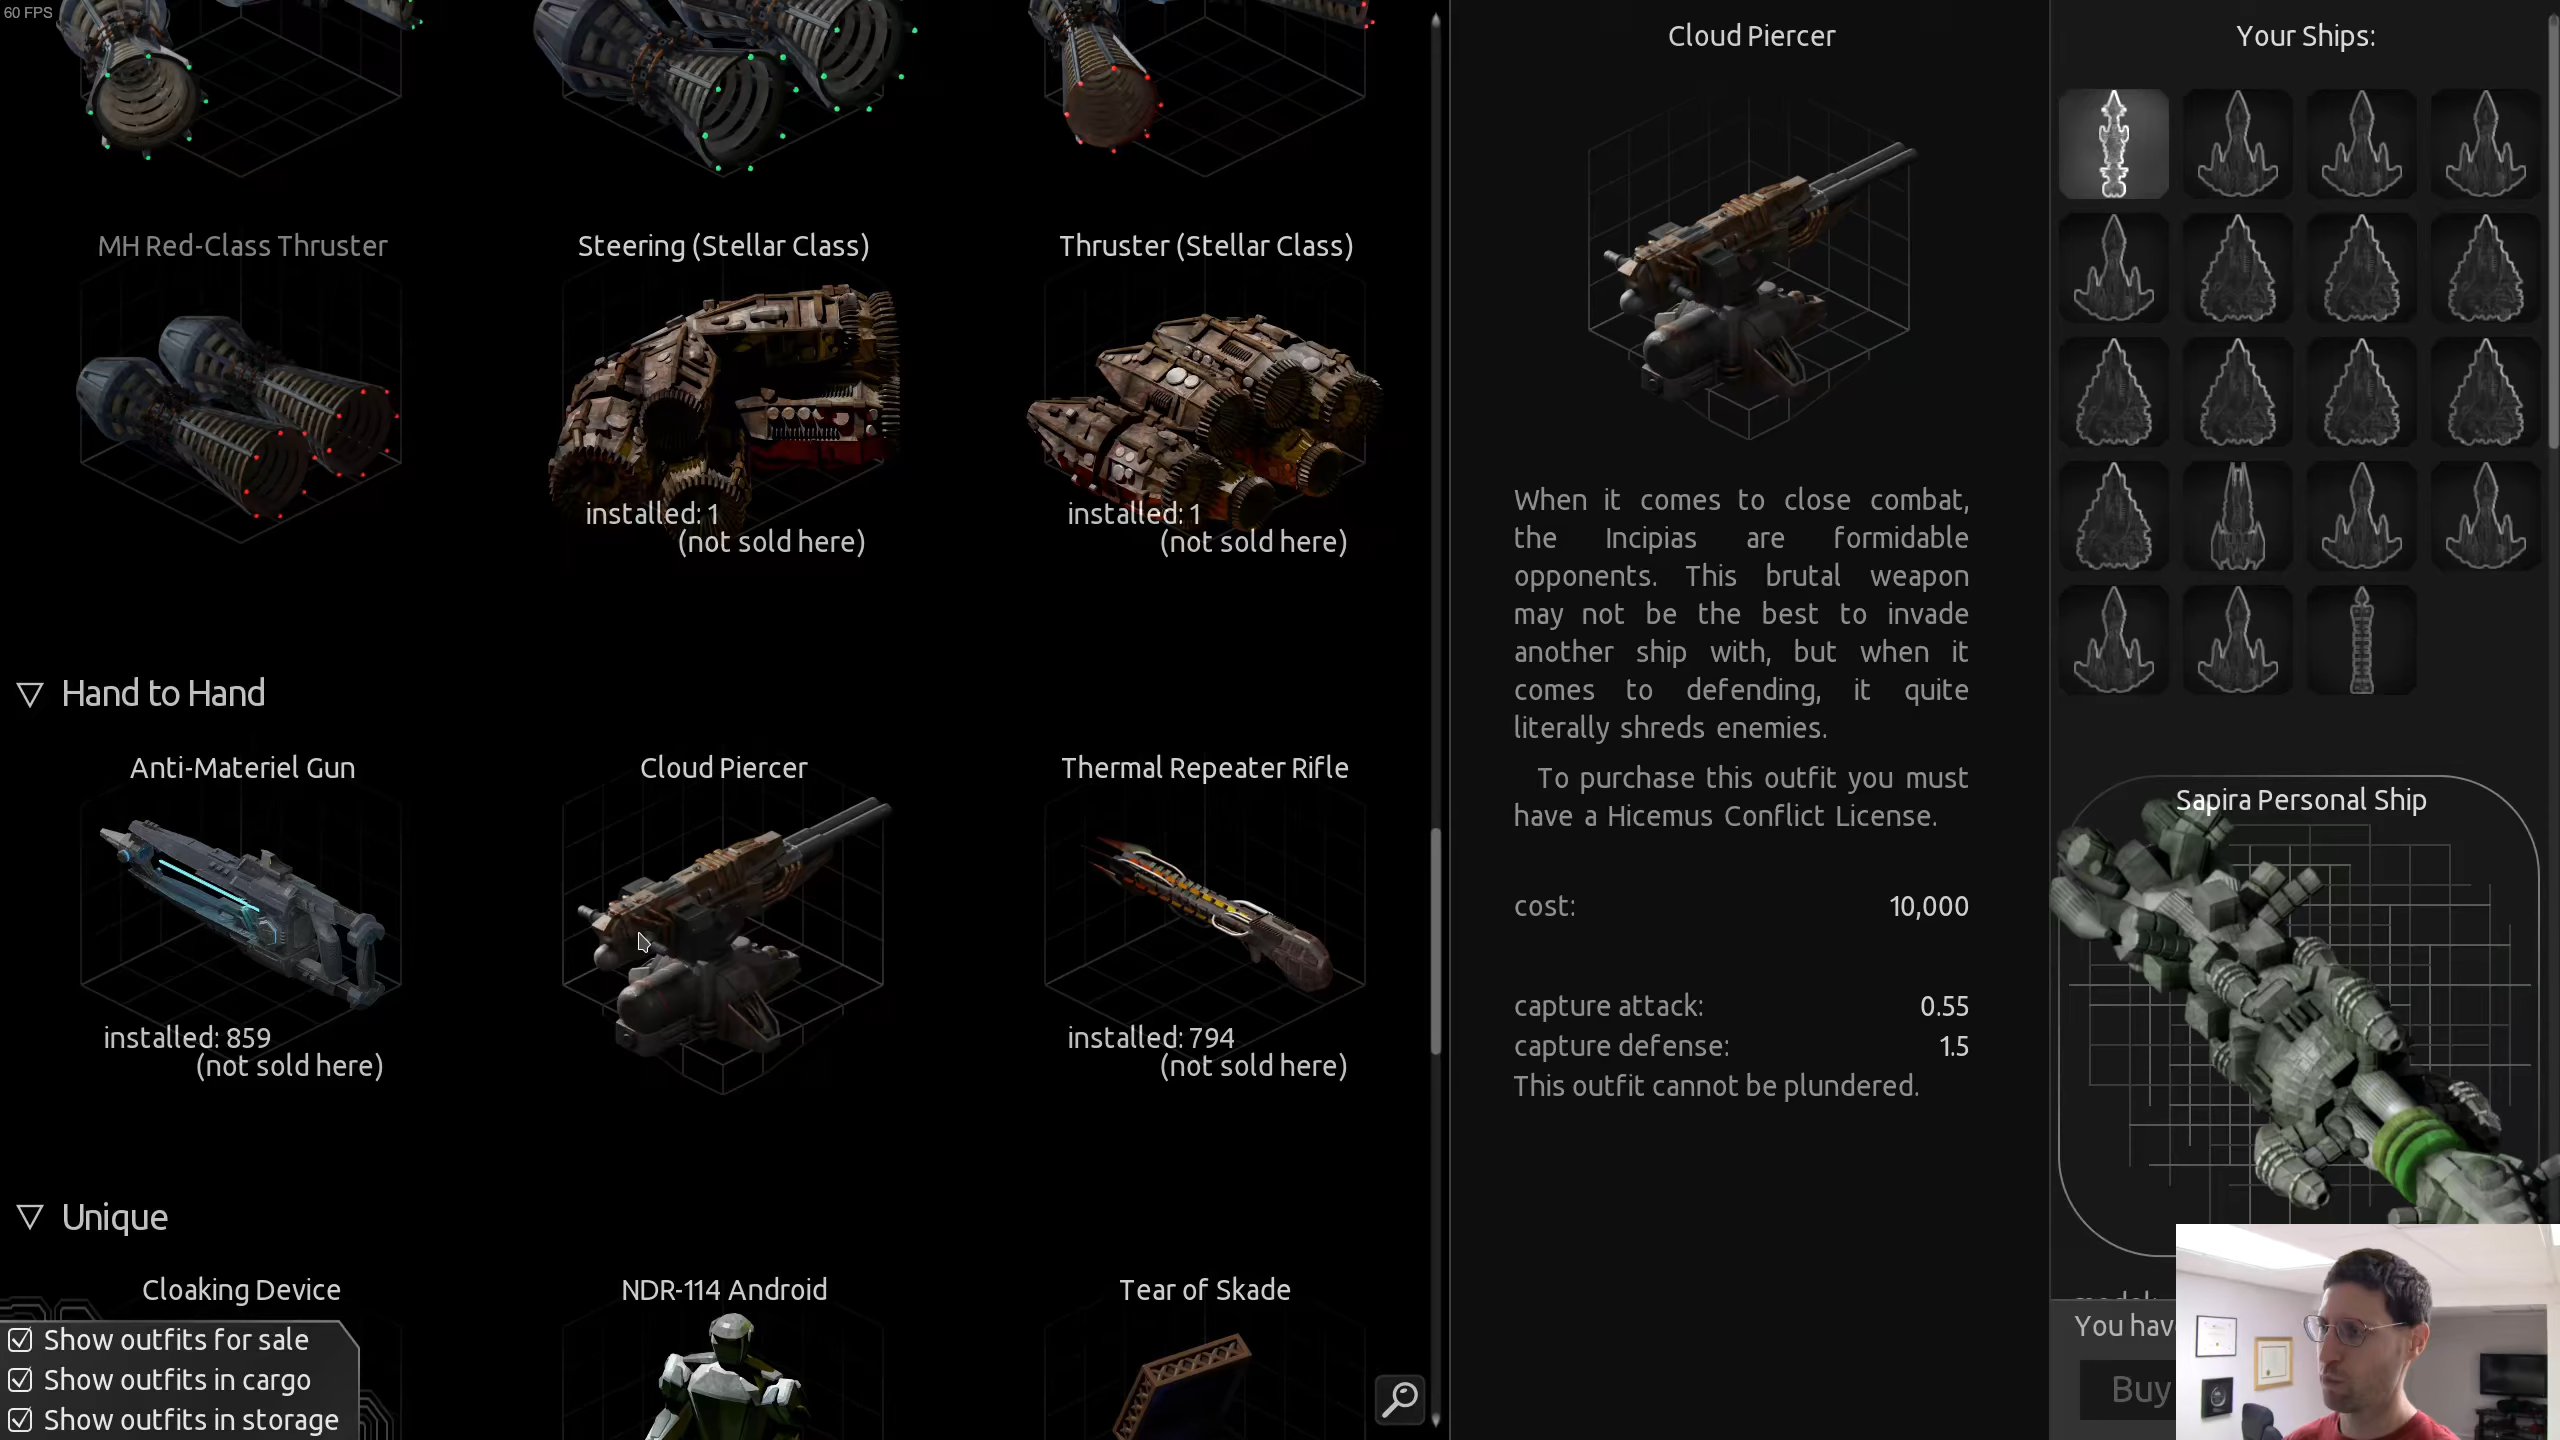 60 FPS
MH Red-Class Thruster
Steering (Stellar Class)
installed: 1
(not sold here)
Thruster (Stellar Class)
installed: 1
(not sold here)
▽ Hand to Hand
Anti-Materiel Gun
installed: 859
(not sold here)
Cloud Piercer
Thermal Repeater Rifle
installed: 794
(not sold here)
▽ Unique
Cloaking Device
NDR-114 Android
Tear of Skade
Show outfits for sale
Show outfits in cargo
Show outfits in storage
Cloud Piercer
When it comes to close combat,
the Incipias are formidable
opponents. This brutal weapon
may not be the best to invade
another ship with, but when it
comes to defending, it quite
literally shreds enemies.
To purchase this outfit you must
have a Hicemus Conflict License.
cost: 10,000
capture attack: 0.55
capture defense: 1.5
This outfit cannot be plundered.
Your Ships:
Sapira Personal Ship
You hav
Buy